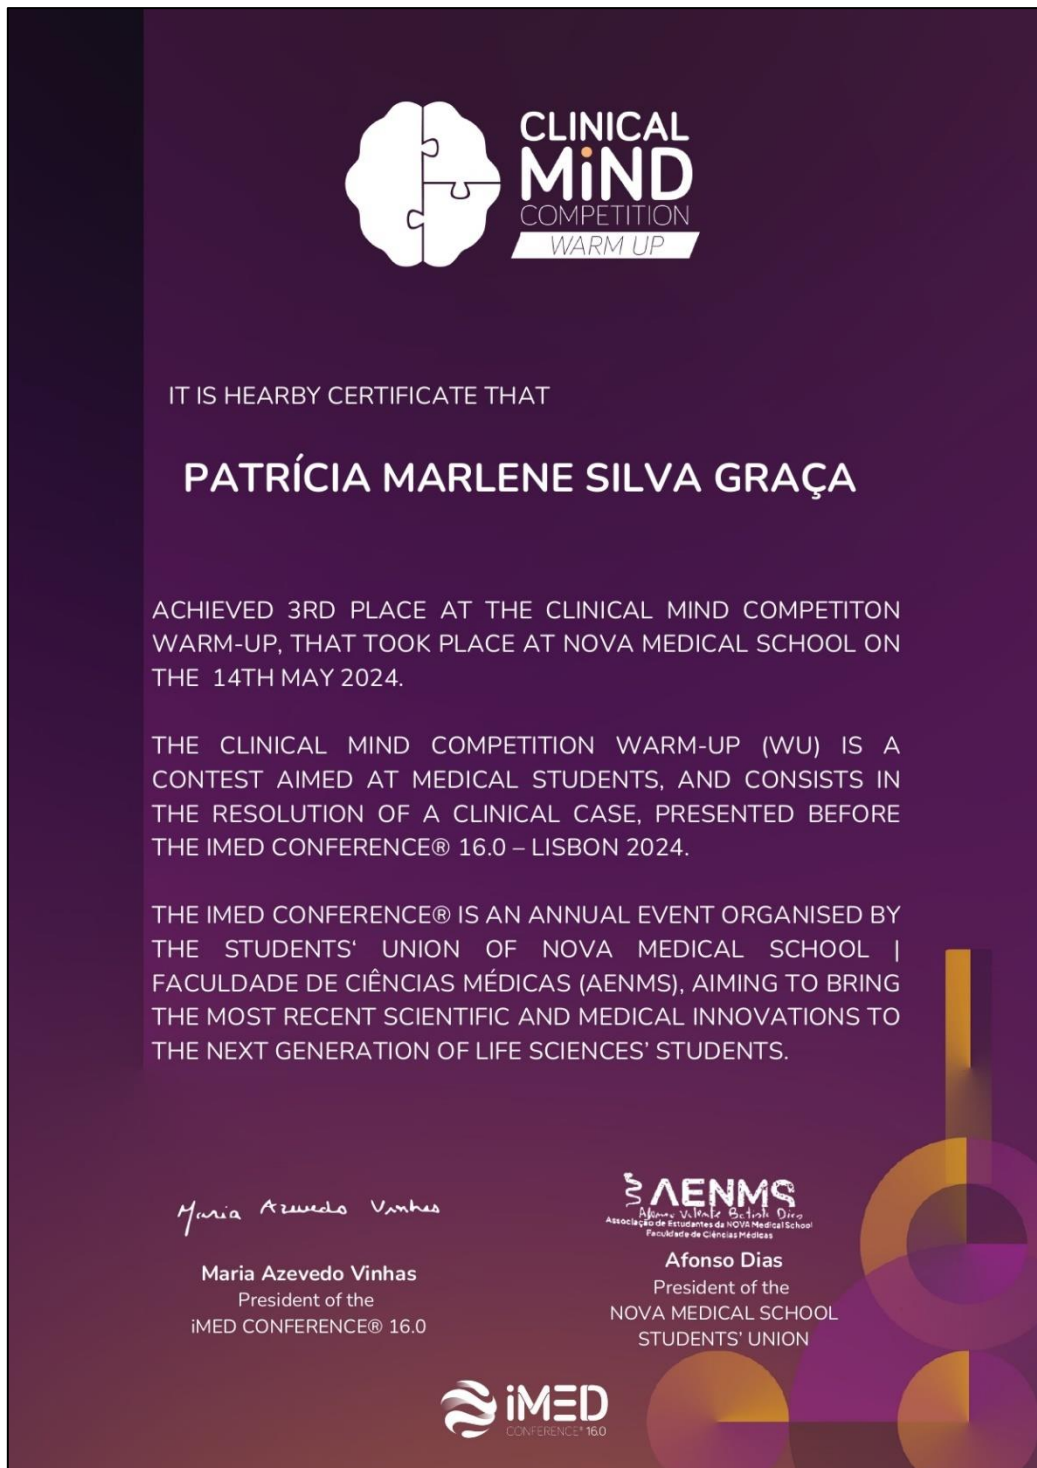 CLINICAL
MiND
COMPETITION
WARM UP
IT IS HEARBY CERTIFICATE THAT
PATRÍCIA MARLENE SILVA GRAÇA
ACHIEVED 3RD PLACE AT THE CLINICAL MIND COMPETITON
WARM-UP, THAT TOOK PLACE AT NOVA MEDICAL SCHOOL ON
THE 14TH MAY 2024.
THE CLINICAL MIND COMPETITION WARM-UP (WU) IS A
CONTEST AIMED AT MEDICAL STUDENTS, AND CONSISTS IN
THE RESOLUTION OF A CLINICAL CASE, PRESENTED BEFORE
THE IMED CONFERENCE® 16.0 – LISBON 2024.
THE IMED CONFERENCE® IS AN ANNUAL EVENT ORGANISED BY
THE STUDENTS‘ UNION OF NOVA MEDICAL SCHOOL |
FACULDADE DE CIÊNCIAS MÉDICAS (AENMS), AIMING TO BRING
THE MOST RECENT SCIENTIFIC AND MEDICAL INNOVATIONS TO
THE NEXT GENERATION OF LIFE SCIENCES’ STUDENTS.
Maria Azevedo Vinhas
Maria Azevedo Vinhas
President of the
iMED CONFERENCE® 16.0
AENMS
Afonso Valente Batista Dias
Associação de Estudantes da NOVA Medical School
Faculdade de Ciências Médicas
Afonso Dias
President of the
NOVA MEDICAL SCHOOL
STUDENTS’ UNION
iMED
CONFERENCE® 16.0